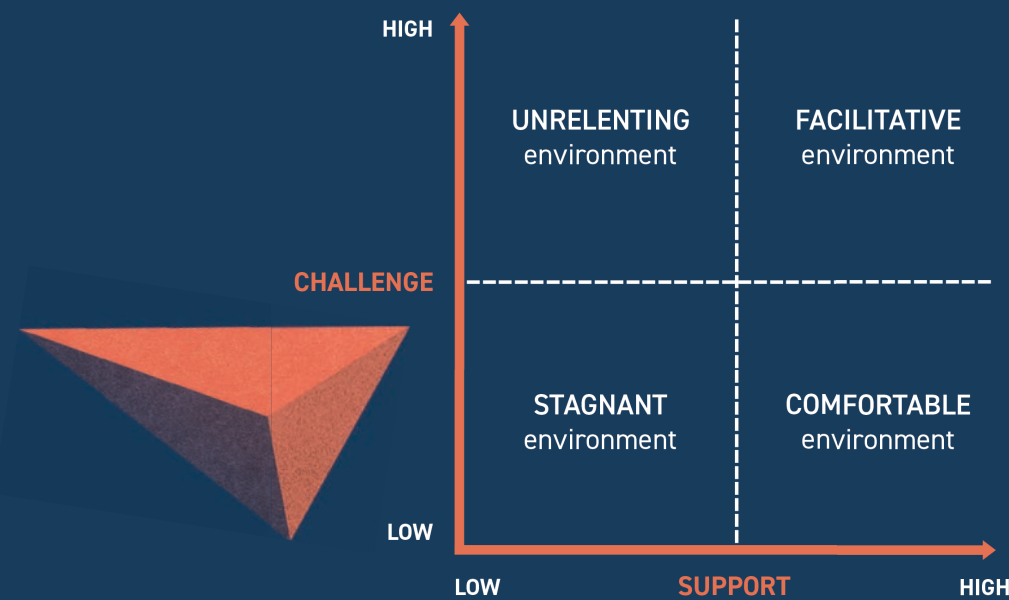 HIGH
UNRELENTING
environment
FACILITATIVE
environment
CHALLENGE
STAGNANT
environment
COMFORTABLE
environment
LOW
LOW
SUPPORT
HIGH